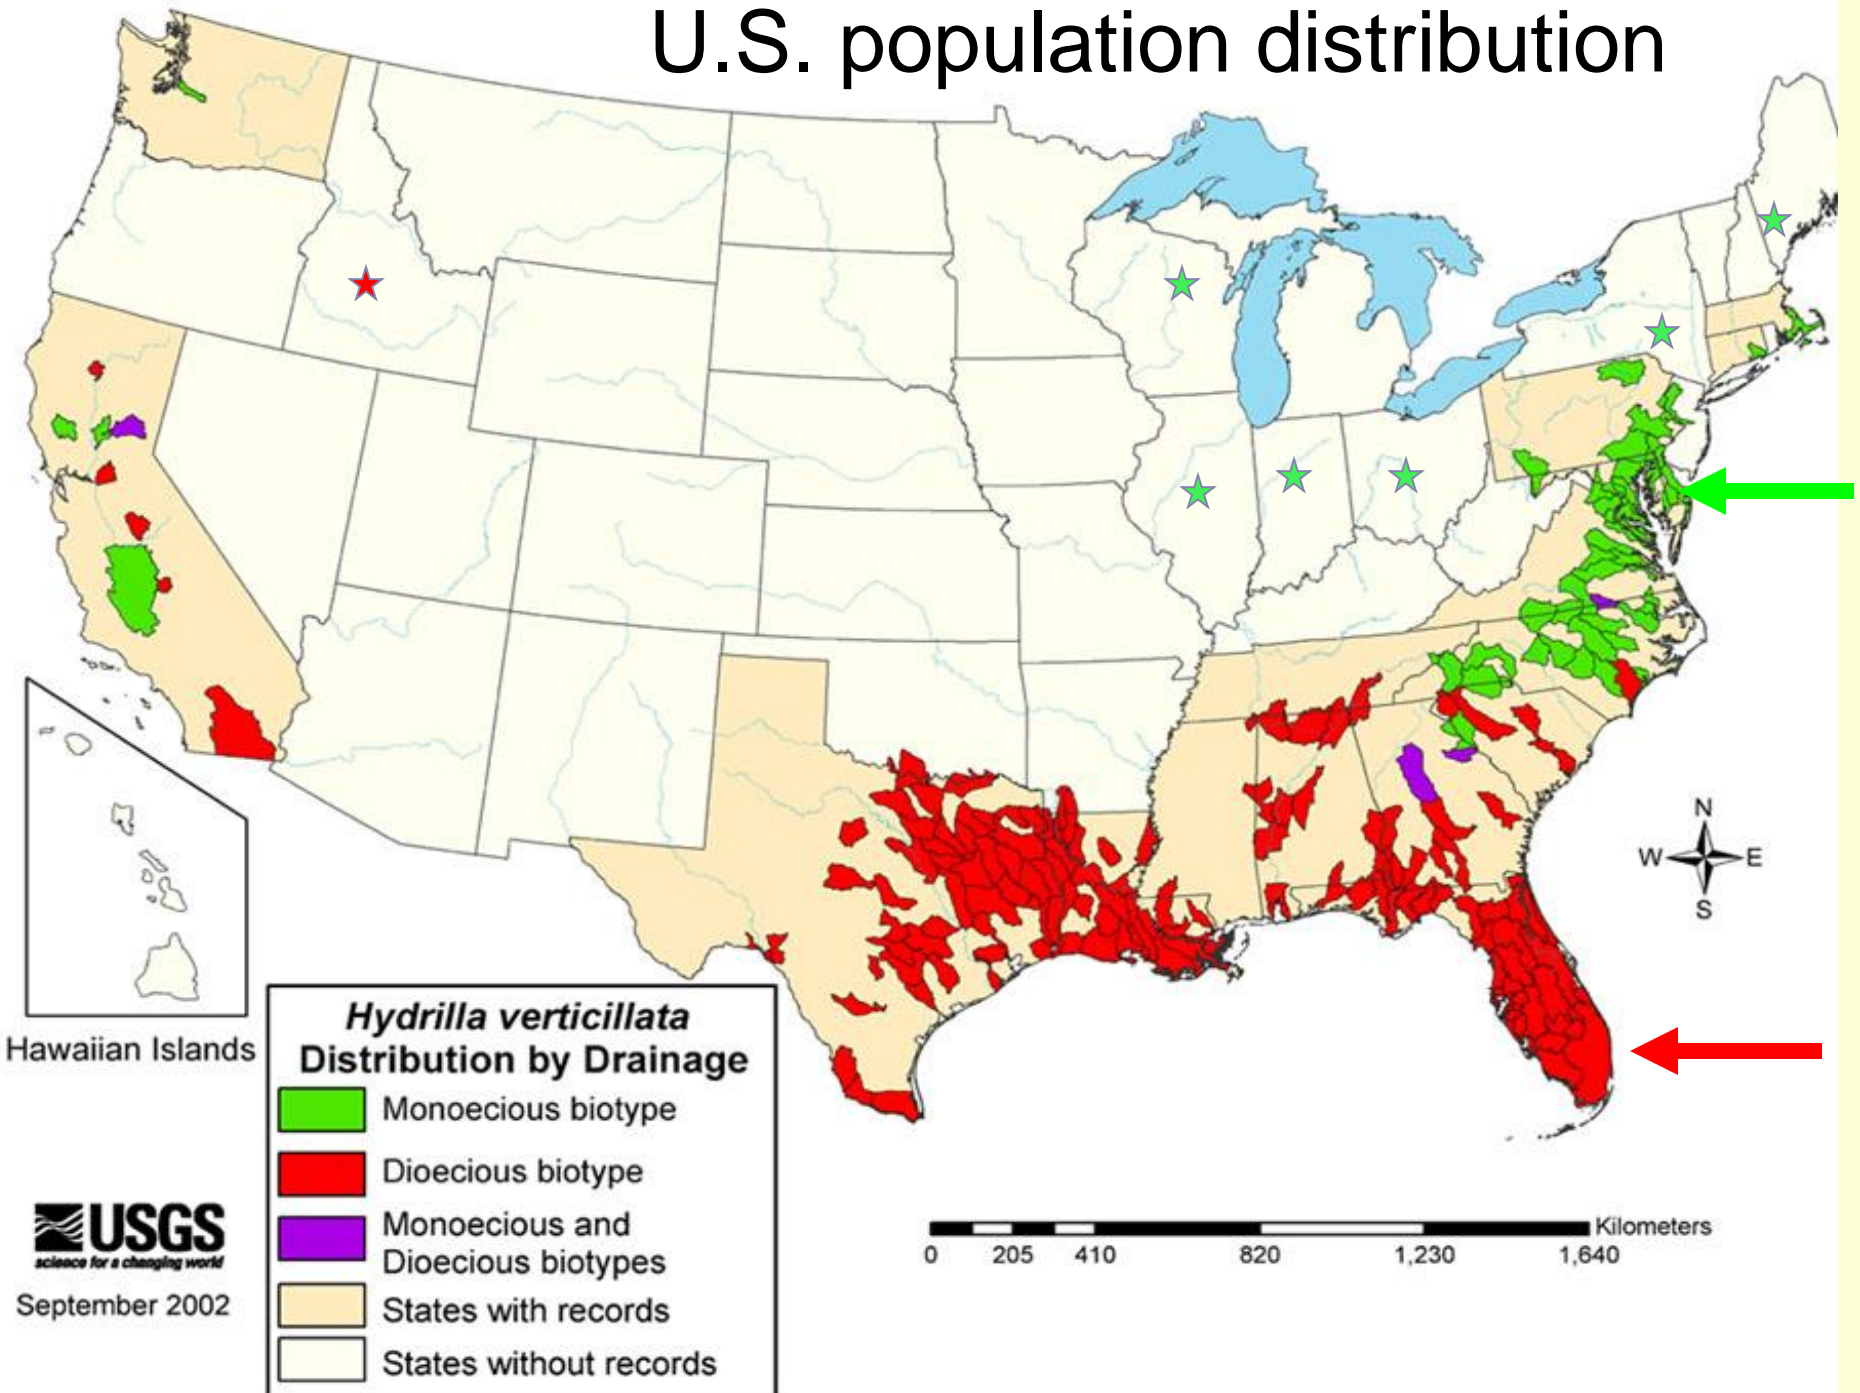 U.S. population distribution
N
W E
S
Hawaiian Islands
Hydrilla verticillata
Distribution by Drainage
Monoecious biotype
Dioecious biotype
Monoecious and
Dioecious biotypes
States with records
States without records
USGS
science for a changing world
September 2002
Kilometers
0 205 410 820 1,230 1,640